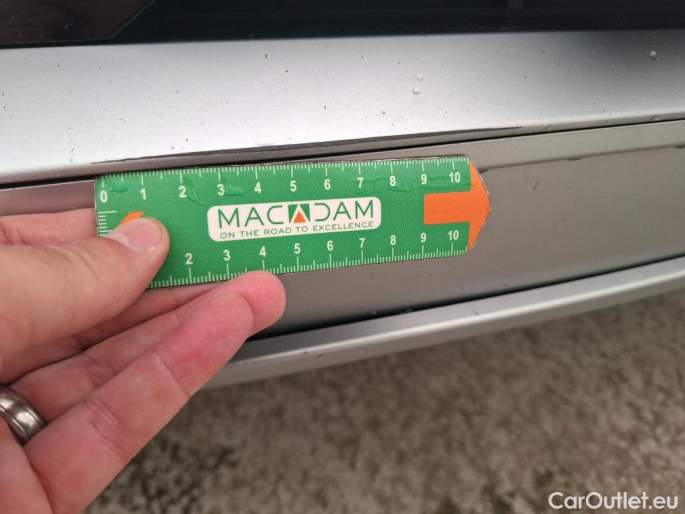 0 1 2 3 4 5 6 7 8 9 10
MACADAM
ON THE ROAD TO EXCELLENCE
2 3 4 5 6 7 8 9 10
CarOutlet.eu